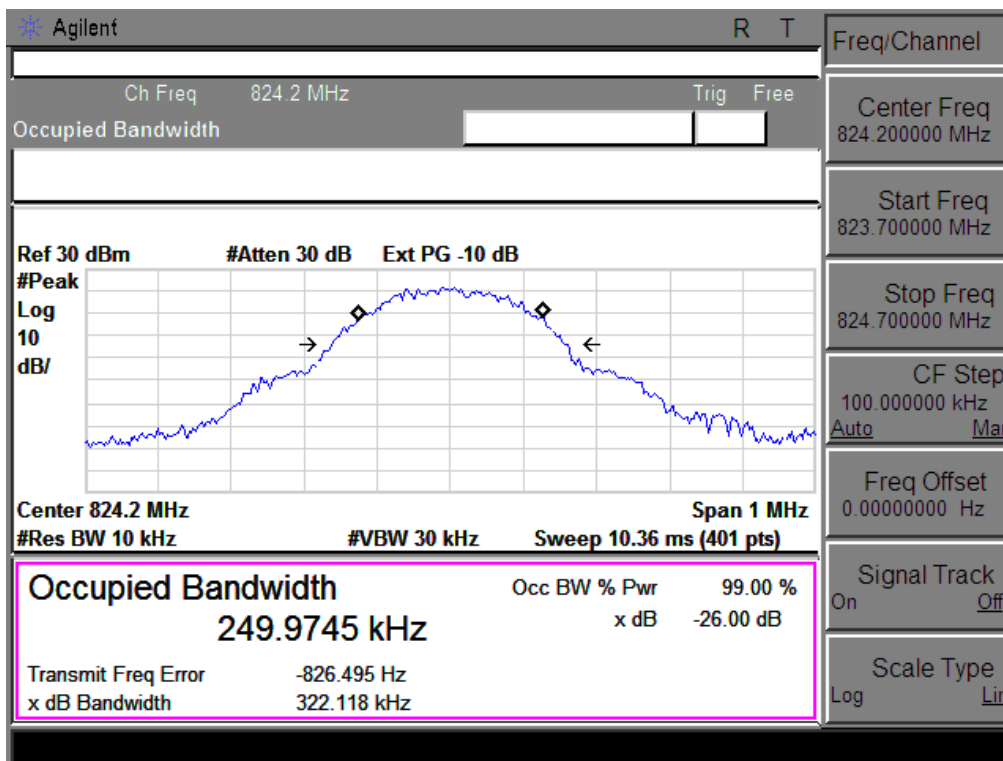 Agilent R T
Ch Freq 824.2 MHz Trig Free
Occupied Bandwidth
Ref 30 dBm #Atten 30 dB Ext PG -10 dB
#Peak
Log
10
dB/
Center 824.2 MHz Span 1 MHz
#Res BW 10 kHz #VBW 30 kHz Sweep 10.36 ms (401 pts)
Occupied Bandwidth Occ BW % Pwr 99.00 %
249.9745 kHz x dB -26.00 dB
Transmit Freq Error -826.495 Hz
x dB Bandwidth 322.118 kHz
Freq/Channel
Center Freq
824.200000 MHz
Start Freq
823.700000 MHz
Stop Freq
824.700000 MHz
CF Step
100.000000 kHz
Auto Ma
Freq Offset
0.00000000 Hz
Signal Track
On Off
Scale Type
Log Lin